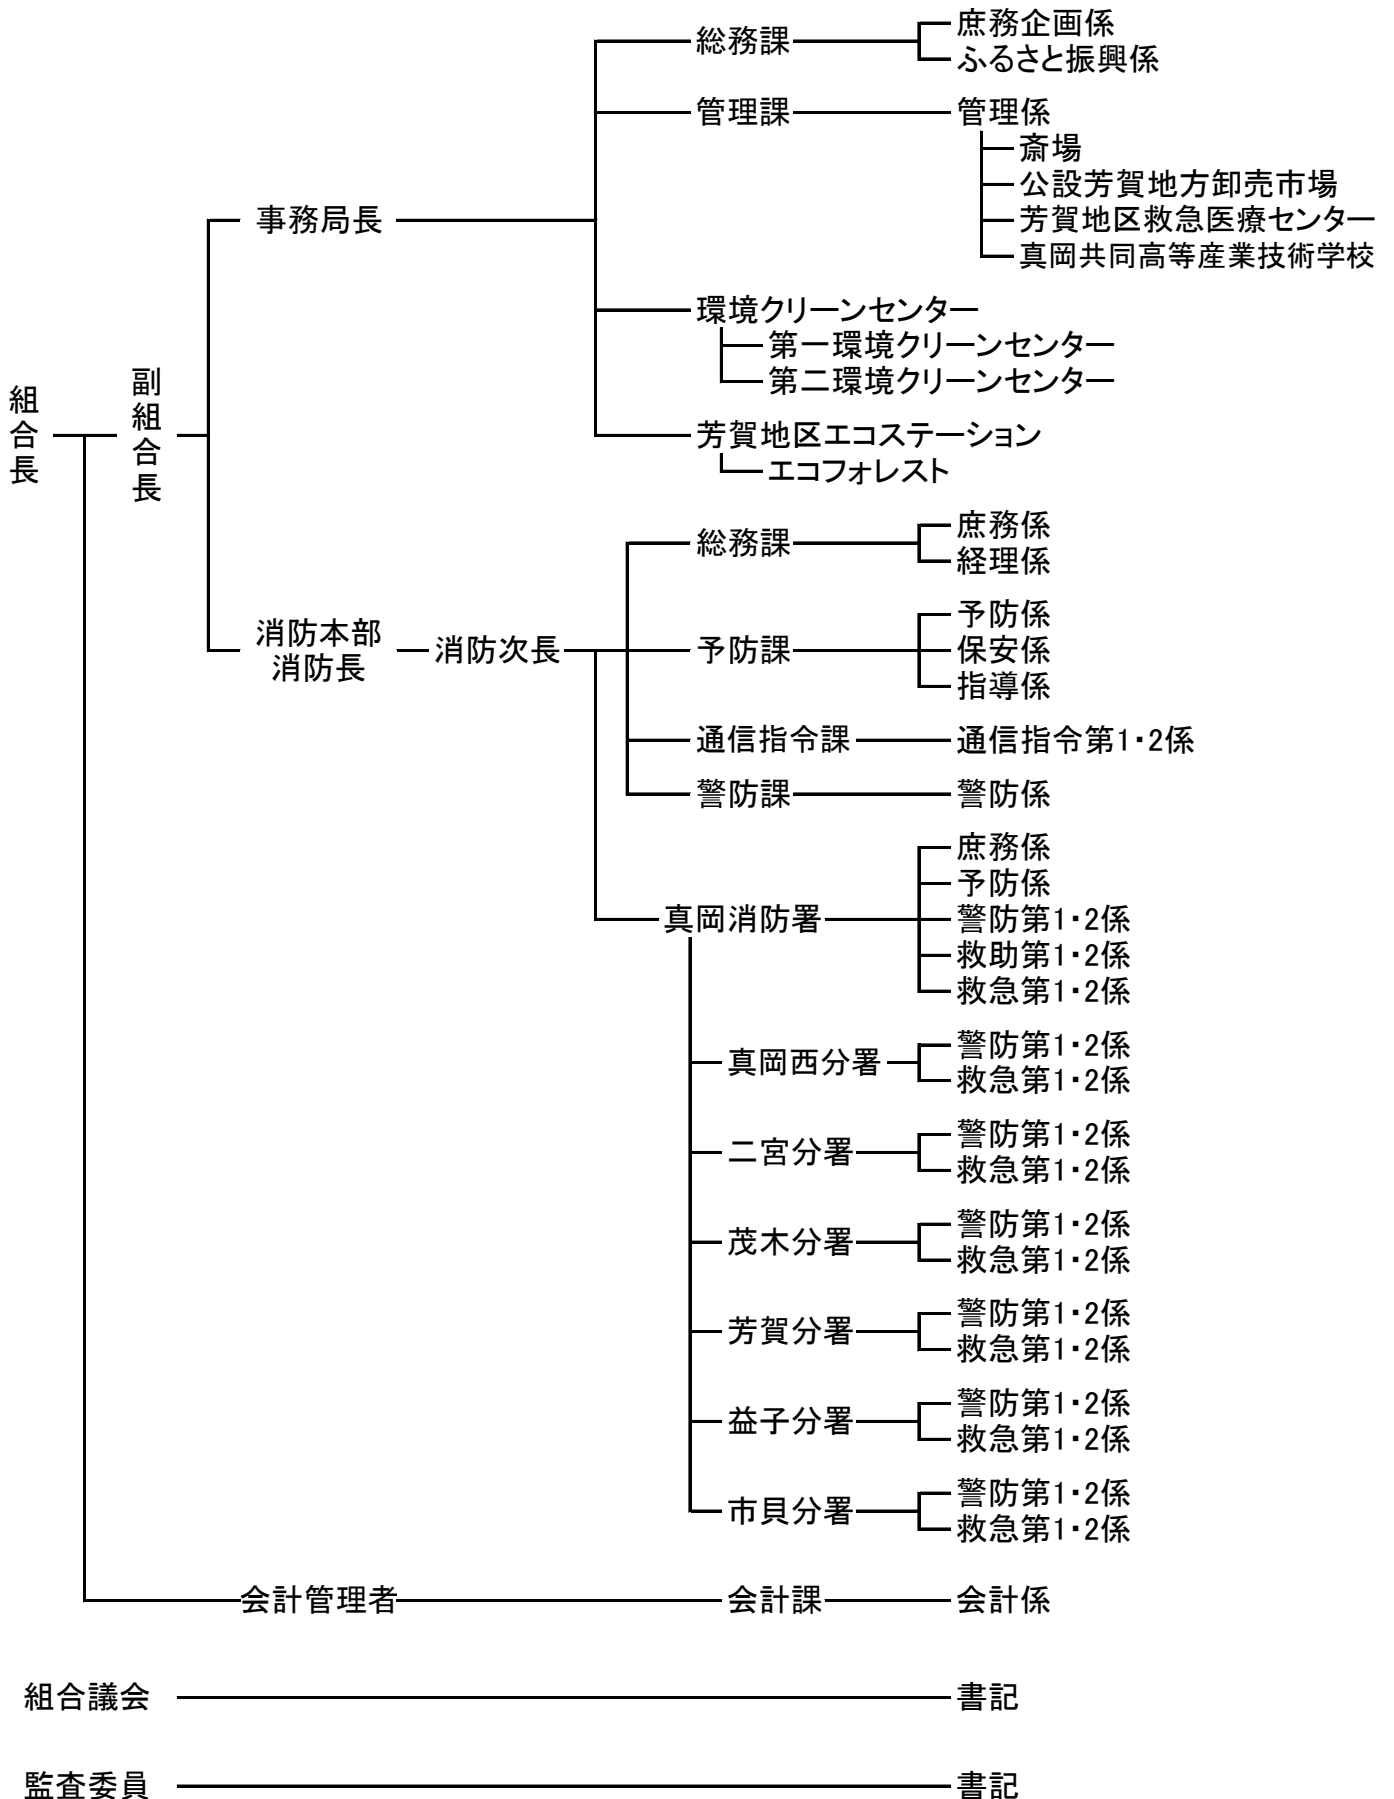 組合長
副組合長
事務局長
総務課
庶務企画係
ふるさと振興係
管理課
管理係
斎場
公設芳賀地方卸売市場
芳賀地区救急医療センター
真岡共同高等産業技術学校
環境クリーンセンター
第一環境クリーンセンター
第二環境クリーンセンター
芳賀地区エコステーション
エコフォレスト
消防本部
消防長
消防次長
総務課
庶務係
経理係
予防課
予防係
保安係
指導係
通信指令課
通信指令第1・2係
警防課
警防係
真岡消防署
庶務係
予防係
警防第1・2係
救助第1・2係
救急第1・2係
真岡西分署
警防第1・2係
救急第1・2係
二宮分署
警防第1・2係
救急第1・2係
茂木分署
警防第1・2係
救急第1・2係
芳賀分署
警防第1・2係
救急第1・2係
益子分署
警防第1・2係
救急第1・2係
市貝分署
警防第1・2係
救急第1・2係
会計管理者
会計課
会計係
組合議会
書記
監査委員
書記